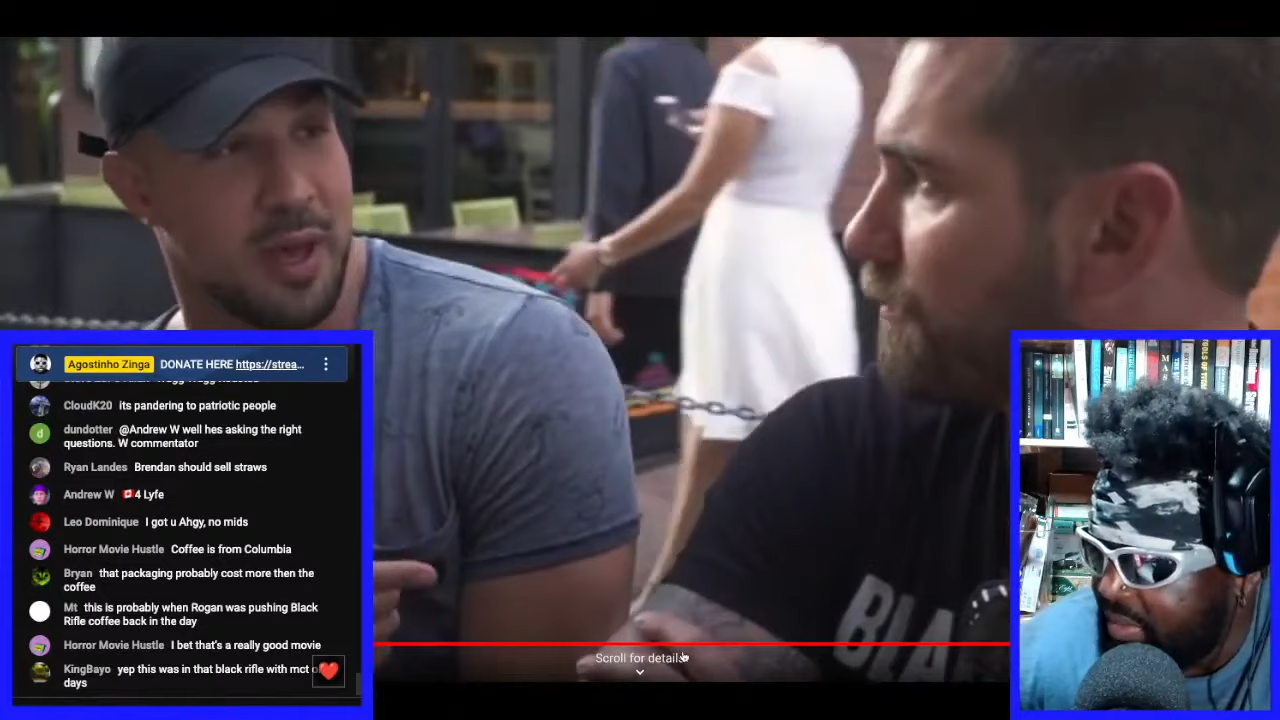 Agostinho Zinga DONATE HERE https://strea...
CloudK20 its pandering to patriotic people
dundotter @Andrew W well hes asking the right
questions. W commentator
Ryan Landes Brendan should sell straws
Andrew W 🇨🇦4 Lyfe
Leo Dominique I got u Ahgy, no mids
Horror Movie Hustle Coffee is from Columbia
Bryan that packaging probably cost more then the
coffee
Mt this is probably when Rogan was pushing Black
Rifle coffee back in the day
Horror Movie Hustle I bet that's a really good movie
KingBayo yep this was in that black rifle with mct
days
BLA
Scroll for details